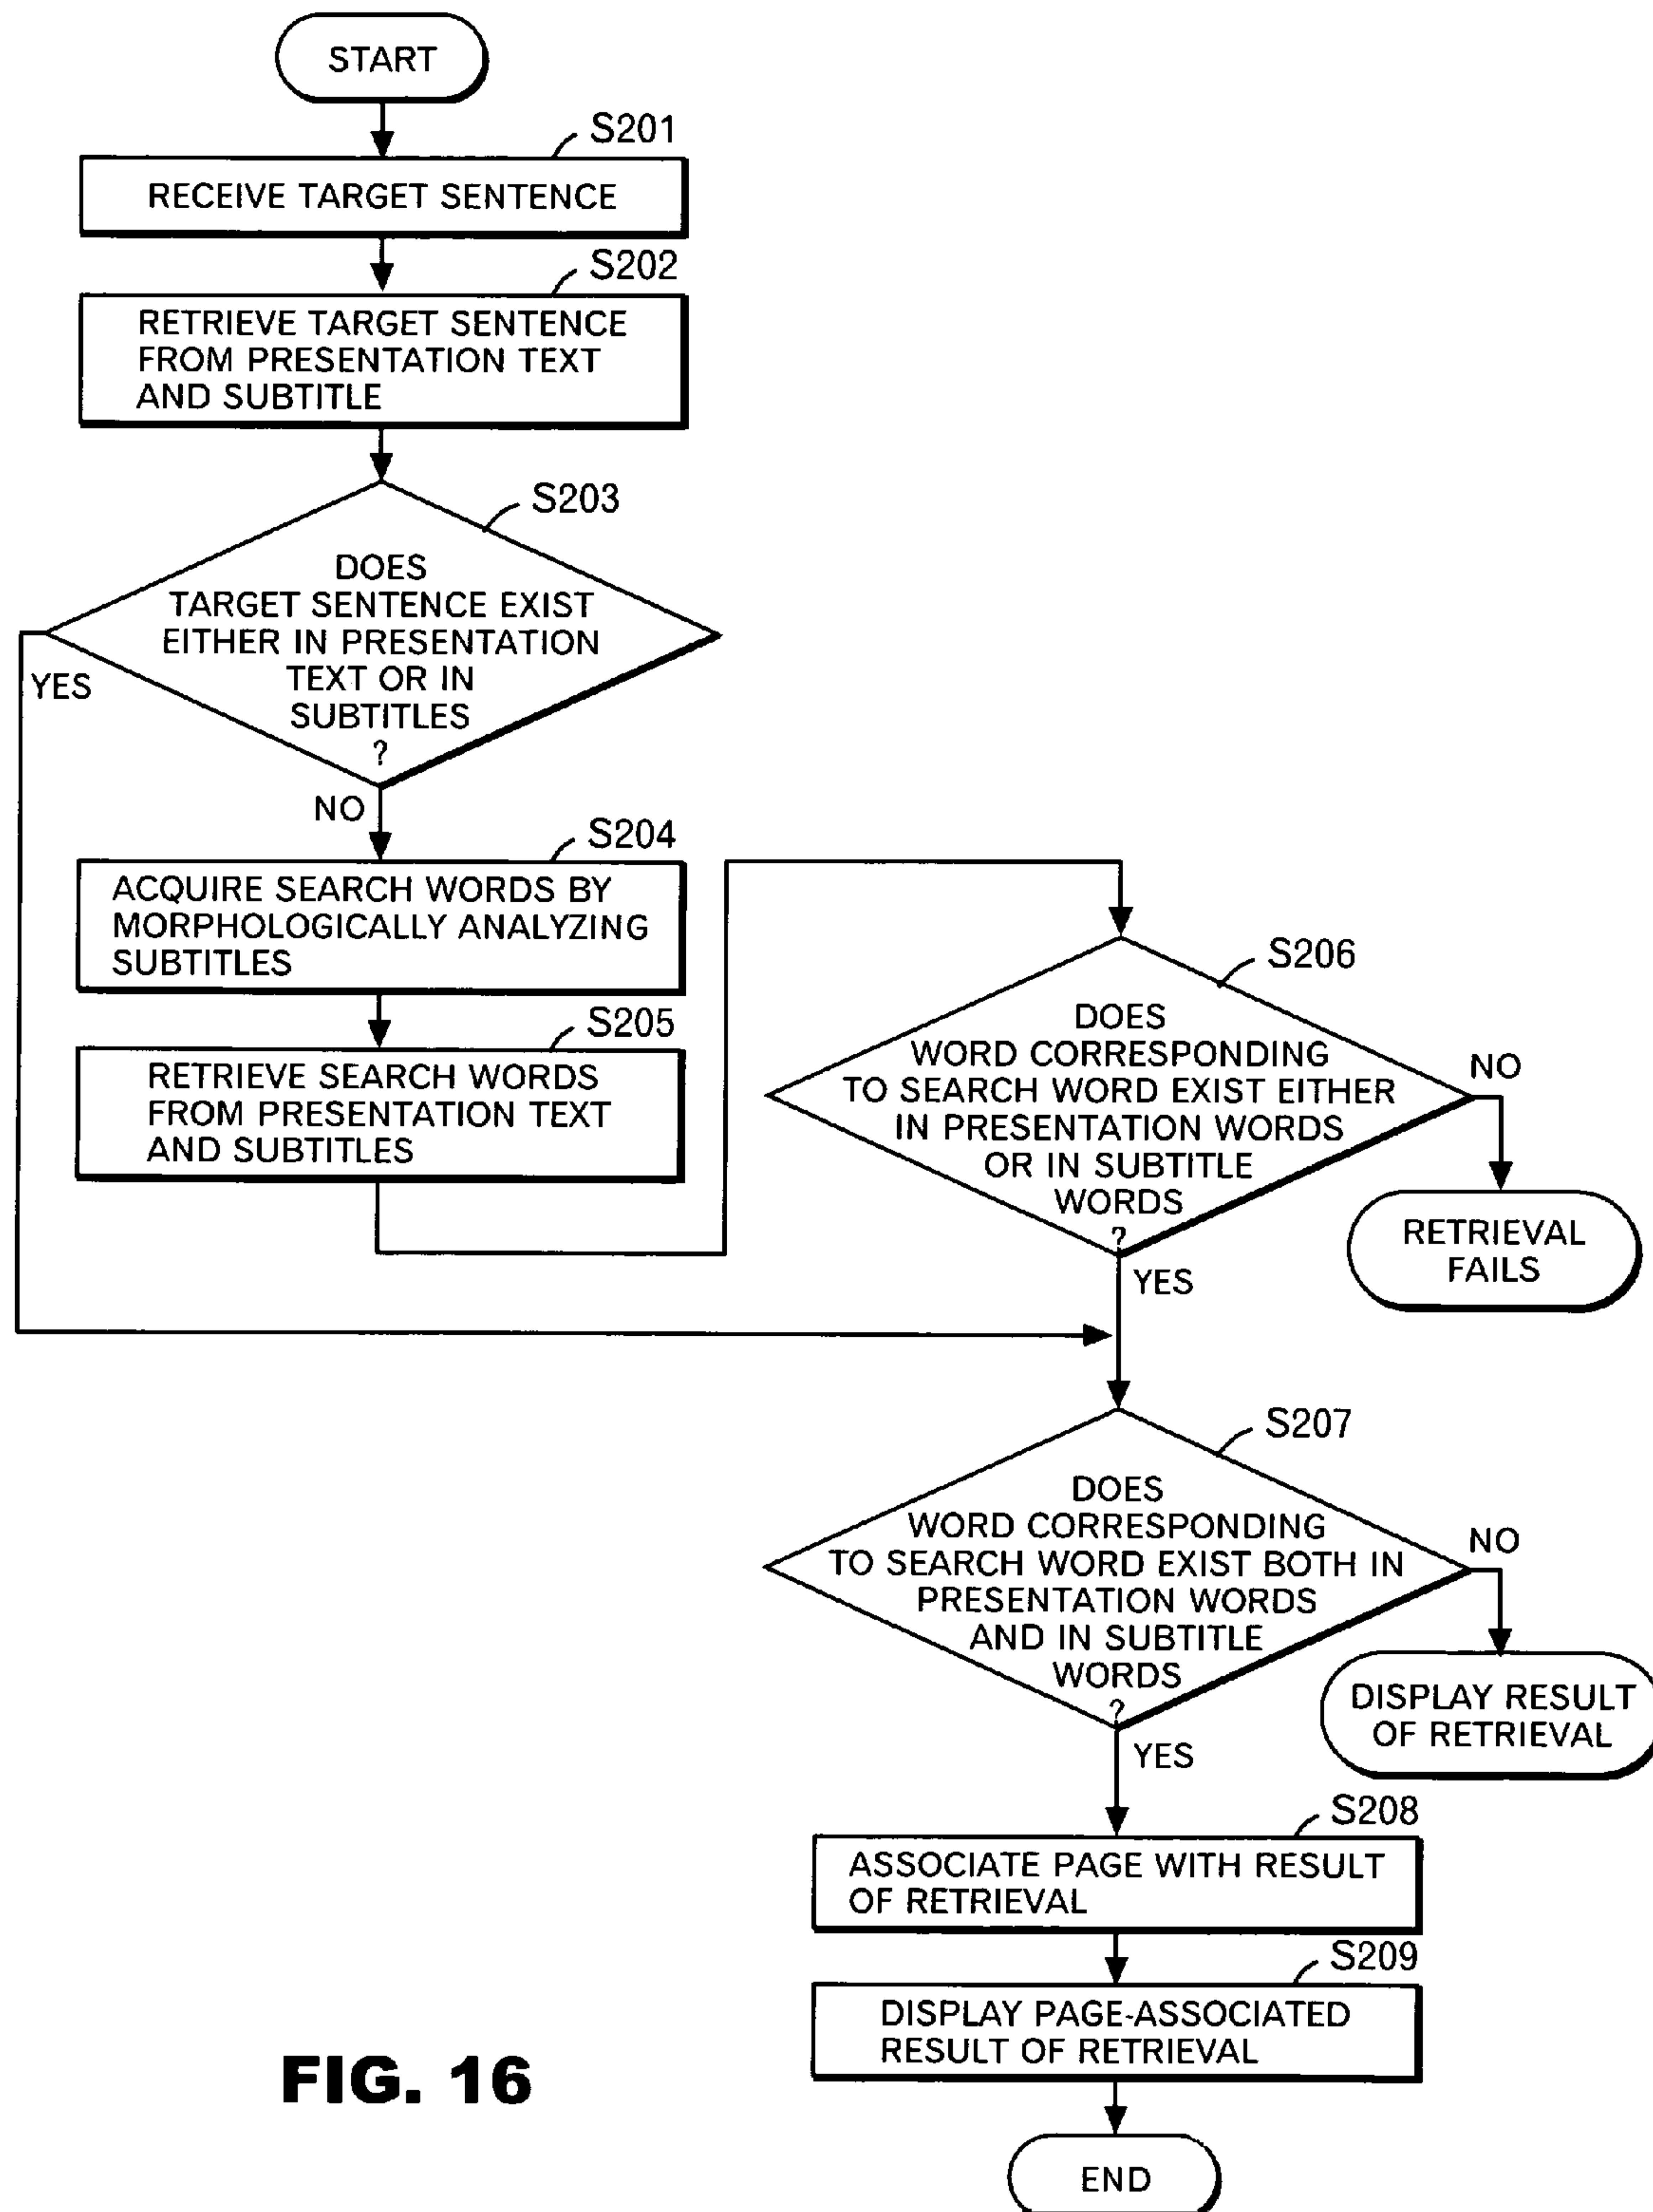 START
S201
RECEIVE TARGET SENTENCE
S202
RETRIEVE TARGET SENTENCE
FROM PRESENTATION TEXT
AND SUBTITLE
S203
DOES
TARGET SENTENCE EXIST
EITHER IN PRESENTATION
TEXT OR IN
SUBTITLES
?
YES
NO
S204
ACQUIRE SEARCH WORDS BY
MORPHOLOGICALLY ANALYZING
SUBTITLES
S205
RETRIEVE SEARCH WORDS
FROM PRESENTATION TEXT
AND SUBTITLES
S206
DOES
WORD CORRESPONDING
TO SEARCH WORD EXIST EITHER
IN PRESENTATION WORDS
OR IN SUBTITLE
WORDS
?
NO
RETRIEVAL
FAILS
YES
S207
DOES
WORD CORRESPONDING
TO SEARCH WORD EXIST BOTH IN
PRESENTATION WORDS
AND IN SUBTITLE
WORDS
?
NO
DISPLAY RESULT
OF RETRIEVAL
YES
S208
ASSOCIATE PAGE WITH RESULT
OF RETRIEVAL
S209
DISPLAY PAGE-ASSOCIATED
RESULT OF RETRIEVAL
END
FIG. 16